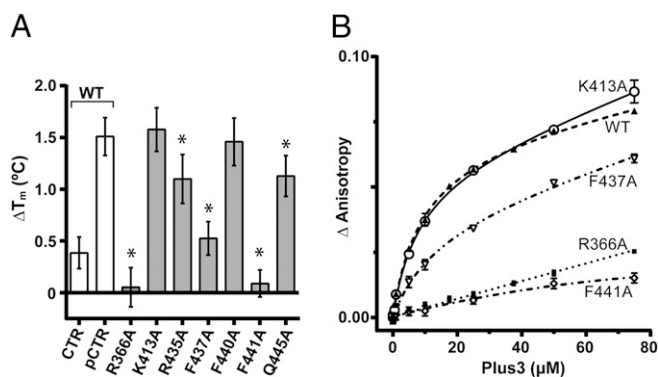 A
ΔTm (ºC)
2.0
1.5
1.0
0.5
0
WT
*
*
*
*
*
CTR
pCTR
R366A
K413A
R435A
F437A
F440A
F441A
Q445A
B
Δ Anisotropy
0.10
0.00
K413A
WT
F437A
R366A
F441A
0
20
40
60
80
Plus3 (µM)